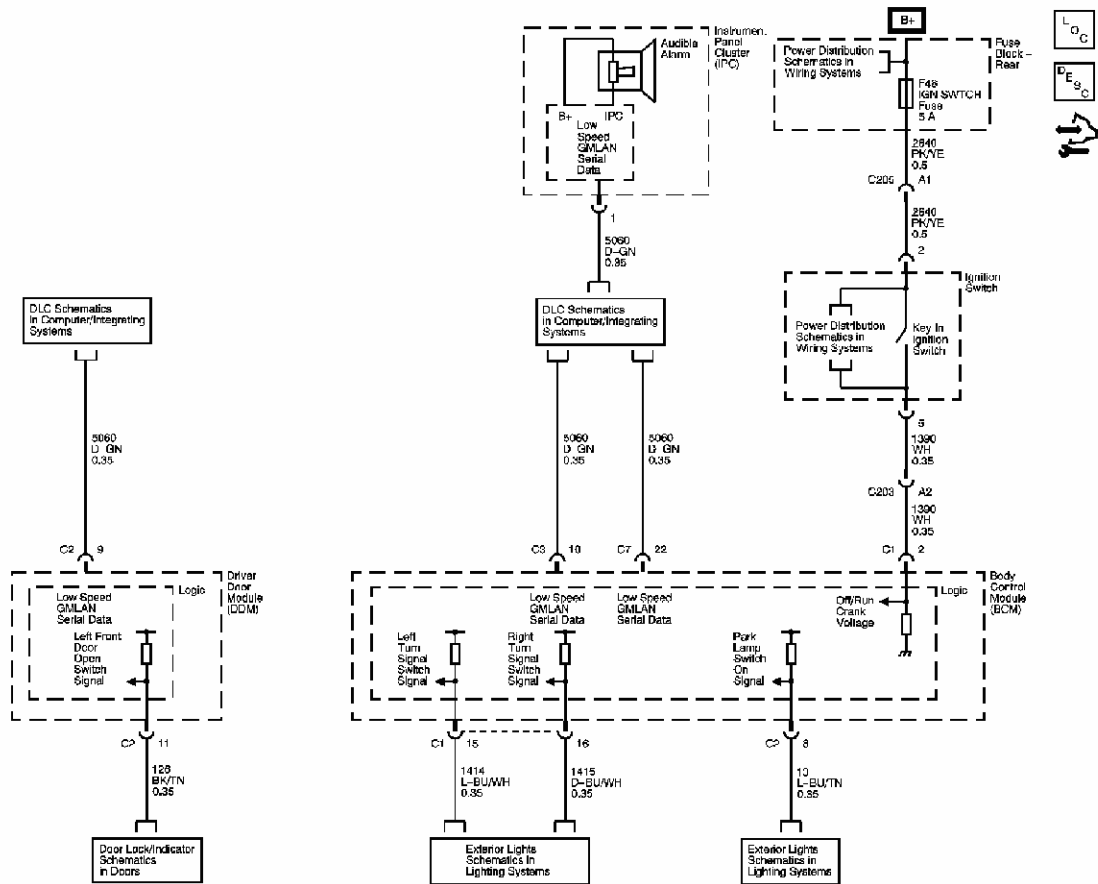 B+
Instrumen.
Panel
Cluster
(IPC)
Audible
Alarm
B+
IPC
Low
Speed
GMLAN
Serial
Data
1
5060
D-GN
0.35
Power Distribution
Schematics in
Wiring Systems
Fuse
Block –
Rear
F46
IGN SWTCH
Fuse
5 A
2640
PK/YE
0.5
C205
A1
2640
PK/YE
0.5
2
Ignition
Switch
Power Distribution
Schematics in
Wiring Systems
Key In
Ignition
Switch
5
1390
WH
0.35
C203
A2
1390
WH
0.35
C1
2
LOC
DESC
DLC Schematics
in Computer/Integrating
Systems
5060
D GN
0.35
C2
9
Driver
Door
Module
(DDM)
Logic
Low Speed
GMLAN
Serial Data
Left Front
Door
Open
Switch
Signal
C2
11
126
BK/TN
0.35
Door Lock/Indicator
Schematics
in Doors
DLC Schematics
in Computer/Integrating
Systems
5060
D GN
0.35
5060
D GN
0.35
C3
10
C7
22
Body
Control
Module
(BCM)
Logic
Low Speed
GMLAN
Serial Data
Low Speed
GMLAN
Serial Data
Off/Run
Crank
Voltage
Left
Turn
Signal
Switch
Signal
Right
Turn
Signal
Switch
Signal
Park
Lamp
Switch
On
Signal
C1
15
16
C2
8
1414
L-BU/WH
0.35
1415
D-BU/WH
0.35
13
L-BU/TN
0.35
Exterior Lights
Schematics In
Lighting Systems
Exterior Lights
Schematics in
Lighting Systems